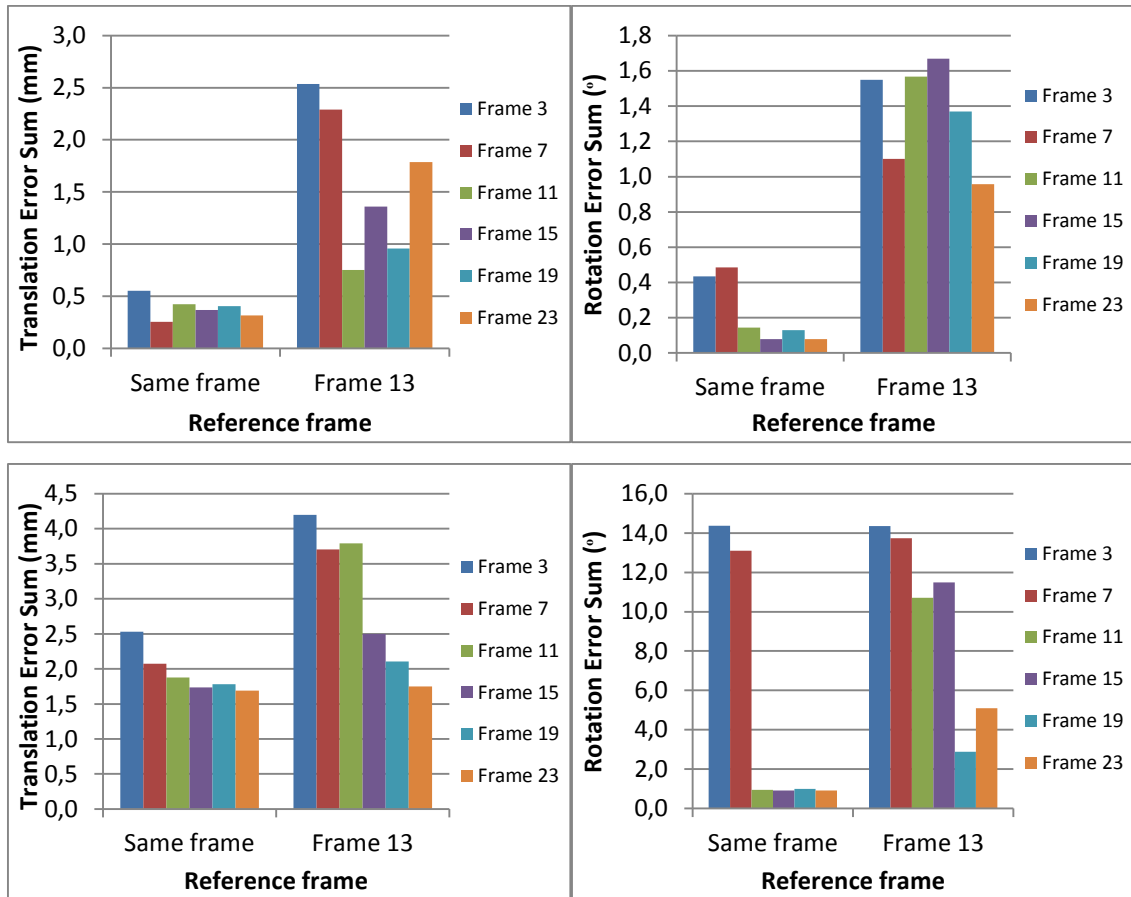 Translation Error Sum (mm)
3,0
2,5
2,0
1,5
1,0
0,5
0,0
Same frame
Frame 13
Reference frame
Frame 3
Frame 7
Frame 11
Frame 15
Frame 19
Frame 23
Rotation Error Sum (º)
1,8
1,6
1,4
1,2
1,0
0,8
0,6
0,4
0,2
0,0
Same frame
Frame 13
Reference frame
Frame 3
Frame 7
Frame 11
Frame 15
Frame 19
Frame 23
Translation Error Sum (mm)
4,5
4,0
3,5
3,0
2,5
2,0
1,5
1,0
0,5
0,0
Same frame
Frame 13
Reference frame
Frame 3
Frame 7
Frame 11
Frame 15
Frame 19
Frame 23
Rotation Error Sum (º)
16,0
14,0
12,0
10,0
8,0
6,0
4,0
2,0
0,0
Same frame
Frame 13
Reference frame
Frame 3
Frame 7
Frame 11
Frame 15
Frame 19
Frame 23